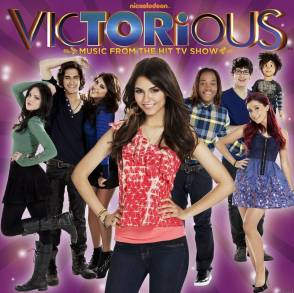 nickelodeon
VICTORiOUS
MUSIC FROM THE HIT TV SHOW